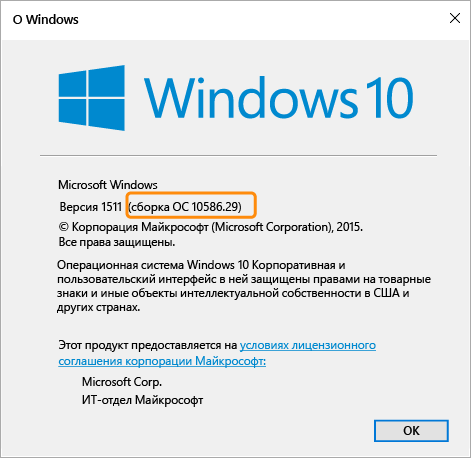 О Windows
Windows 10
Microsoft Windows
Версия 1511 (сборка ОС 10586.29)
© Корпорация Майкрософт (Microsoft Corporation), 2015.
Все права защищены.
Операционная система Windows 10 Корпоративная и
пользовательский интерфейс в ней защищены правами на товарные
знаки и иные объекты интеллектуальной собственности в США и
других странах.
Этот продукт предоставляется на условиях лицензионного
соглашения корпорации Майкрософт:
Microsoft Corp.
ИТ-отдел Майкрософт
OK